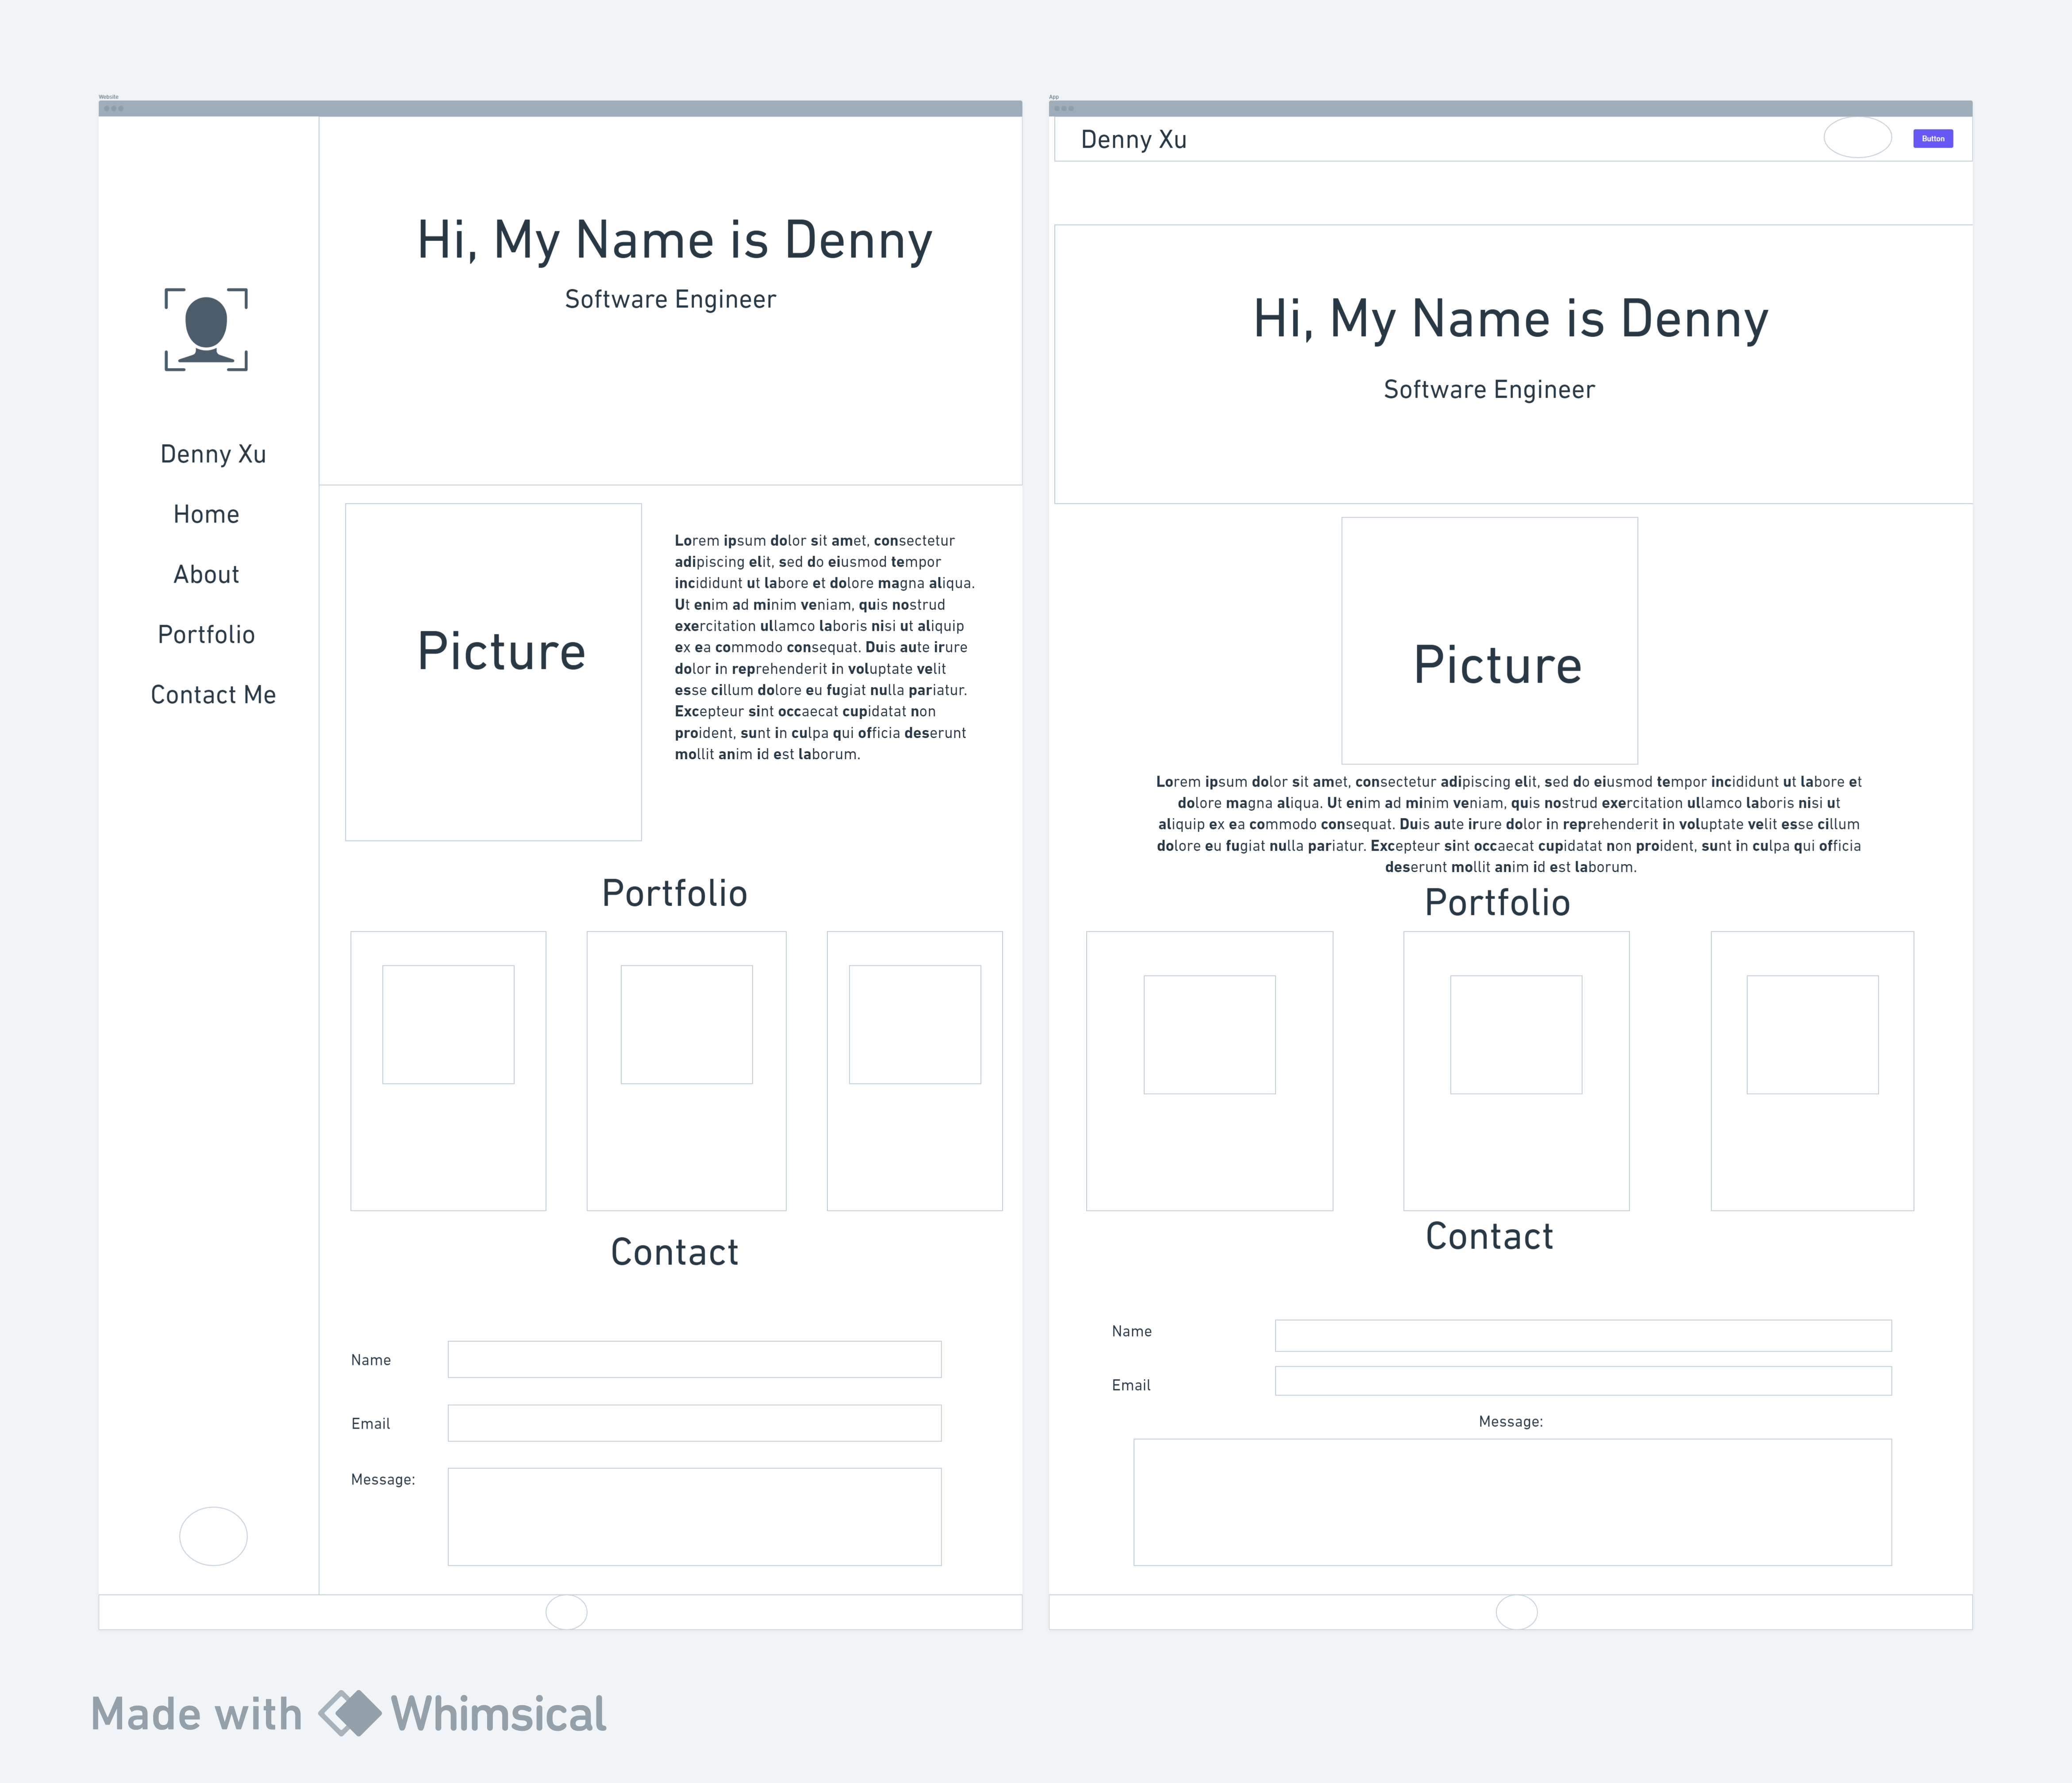 Website
Denny Xu
Home
About
Portfolio
Contact Me
Hi, My Name is Denny
Software Engineer
Picture
Lorem ipsum dolor sit amet, consectetur
adipiscing elit, sed do eiusmod tempor
incididunt ut labore et dolore magna aliqua.
Ut enim ad minim veniam, quis nostrud
exercitation ullamco laboris nisi ut aliquip
ex ea commodo consequat. Duis aute irure
dolor in reprehenderit in voluptate velit
esse cillum dolore eu fugiat nulla pariatur.
Excepteur sint occaecat cupidatat non
proident, sunt in culpa qui officia deserunt
mollit anim id est laborum.
Portfolio
Contact
Name
Email
Message:
App
Denny Xu
Button
Hi, My Name is Denny
Software Engineer
Picture
Lorem ipsum dolor sit amet, consectetur adipiscing elit, sed do eiusmod tempor incididunt ut labore et
dolore magna aliqua. Ut enim ad minim veniam, quis nostrud exercitation ullamco laboris nisi ut
aliquip ex ea commodo consequat. Duis aute irure dolor in reprehenderit in voluptate velit esse cillum
dolore eu fugiat nulla pariatur. Excepteur sint occaecat cupidatat non proident, sunt in culpa qui officia
deserunt mollit anim id est laborum.
Portfolio
Contact
Name
Email
Message:
Made with Whimsical